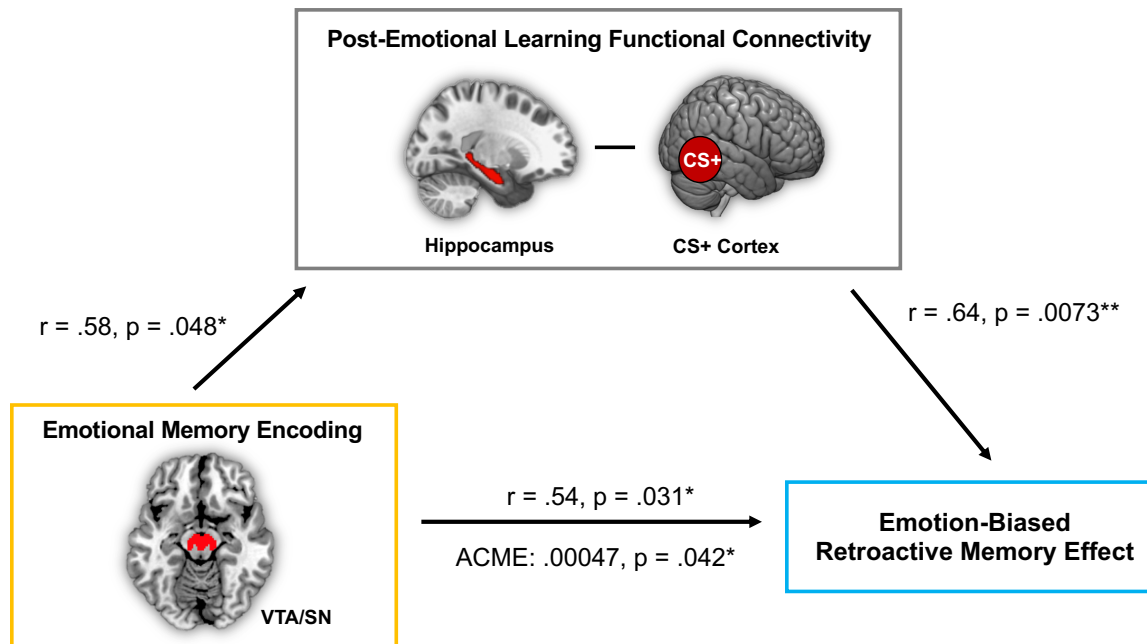 Post-Emotional Learning Functional Connectivity
CS+
Hippocampus
CS+ Cortex
r = .58, p = .048*
r = .64, p = .0073**
Emotional Memory Encoding
VTA/SN
r = .54, p = .031*
ACME: .00047, p = .042*
Emotion-Biased
Retroactive Memory Effect